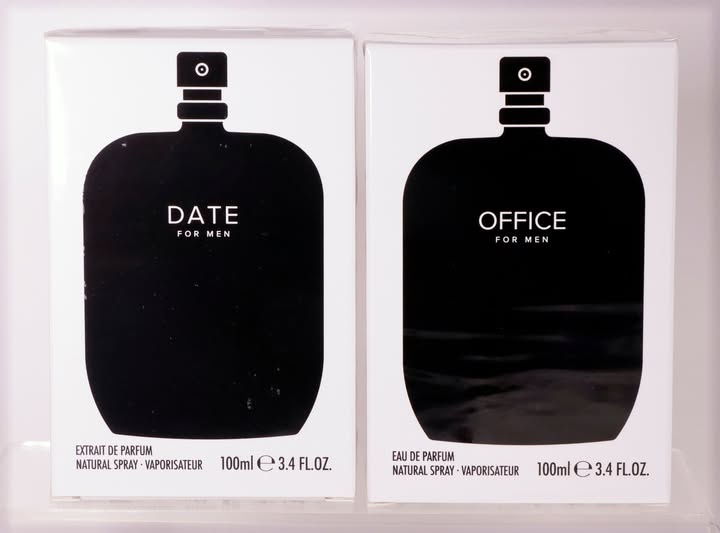 DATE
FOR MEN
EXTRAIT DE PARFUM
NATURAL SPRAY · VAPORISATEUR 100ml ℮ 3.4 FL.OZ.
OFFICE
FOR MEN
EAU DE PARFUM
NATURAL SPRAY · VAPORISATEUR 100ml ℮ 3.4 FL.OZ.